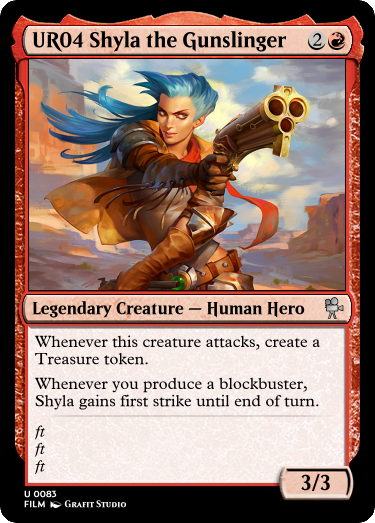 UR04 Shyla the Gunslinger 2
Legendary Creature — Human Hero
Whenever this creature attacks, create a
Treasure token.
Whenever you produce a blockbuster,
Shyla gains first strike until end of turn.
ft
ft
ft
3/3
U 0083
FILM Grafit Studio